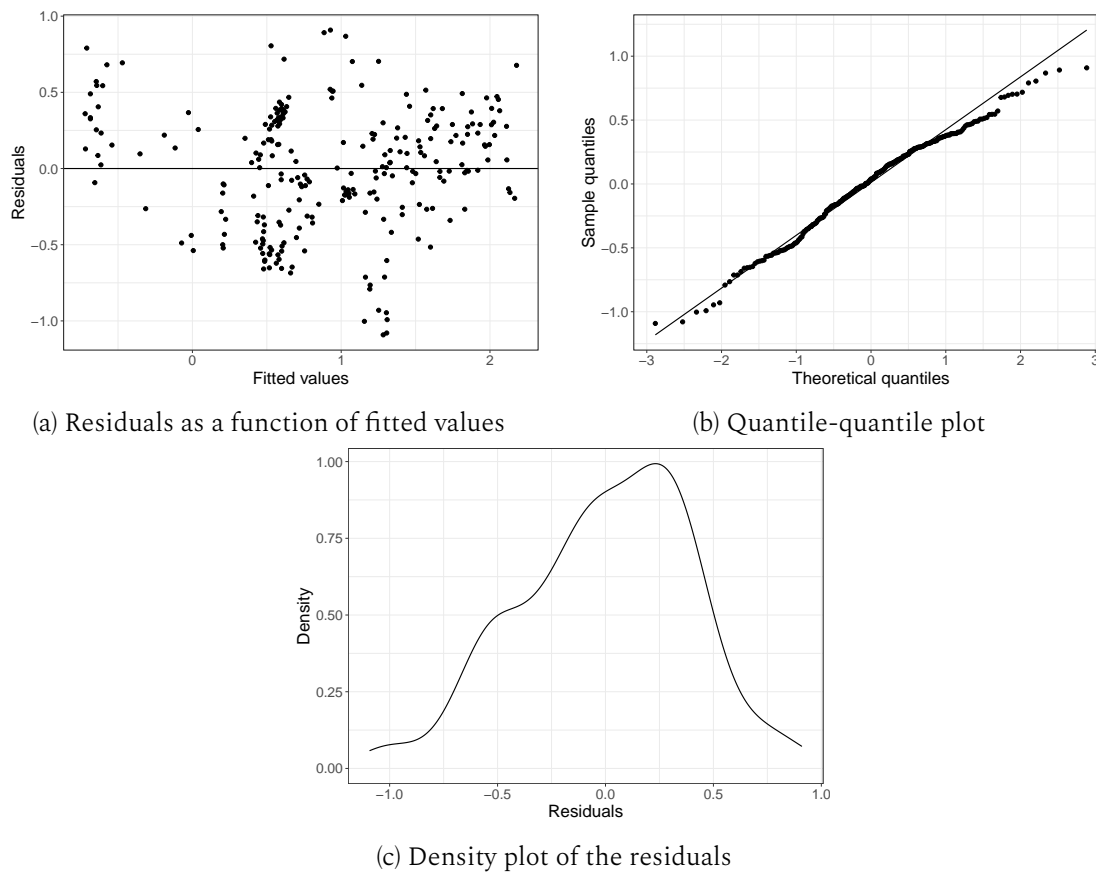 1.0
0.5
0.0
−0.5
−1.0
Residuals
0 1 2
Fitted values
(a) Residuals as a function of fitted values
1.0
0.5
0.0
−0.5
−1.0
Sample quantiles
−3 −2 −1 0 1 2 3
Theoretical quantiles
(b) Quantile-quantile plot
1.00
0.75
0.50
0.25
0.00
Density
−1.0 −0.5 0.0 0.5 1.0
Residuals
(c) Density plot of the residuals